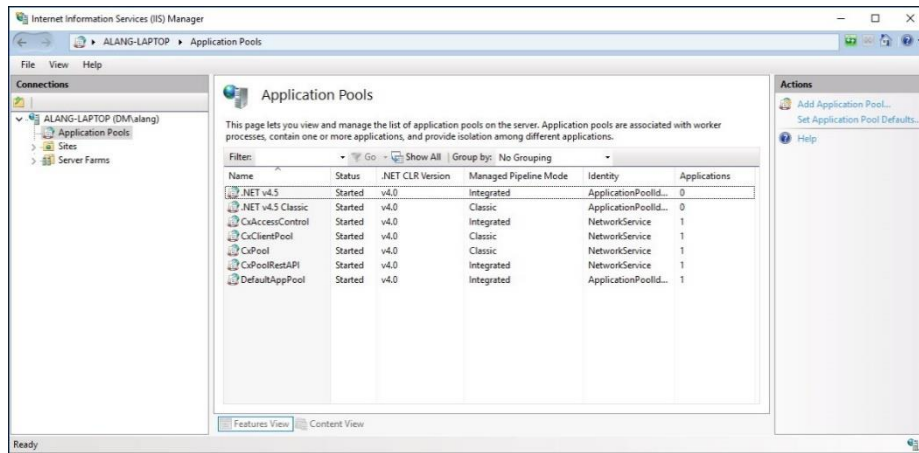 Internet Information Services (IIS) Manager
ALANG-LAPTOP Application Pools
File View Help
Connections
ALANG-LAPTOP (DM\alang)
Application Pools
Sites
Server Farms
Application Pools
This page lets you view and manage the list of application pools on the server. Application pools are associated with worker
processes, contain one or more applications, and provide isolation among different applications.
Filter: Go Show All Group by: No Grouping
Name Status .NET CLR Version Managed Pipeline Mode Identity Applications
.NET v4.5 Started v4.0 Integrated ApplicationPoolId... 0
.NET v4.5 Classic Started v4.0 Classic ApplicationPoolId... 0
CxAccessControl Started v4.0 Integrated NetworkService 1
CxClientPool Started v4.0 Classic NetworkService 1
CxPool Started v4.0 Classic NetworkService 1
CxPoolRestAPI Started v4.0 Integrated NetworkService 1
DefaultAppPool Started v4.0 Integrated ApplicationPoolId... 1
Features View Content View
Actions
Add Application Pool...
Set Application Pool Defaults...
Help
Ready